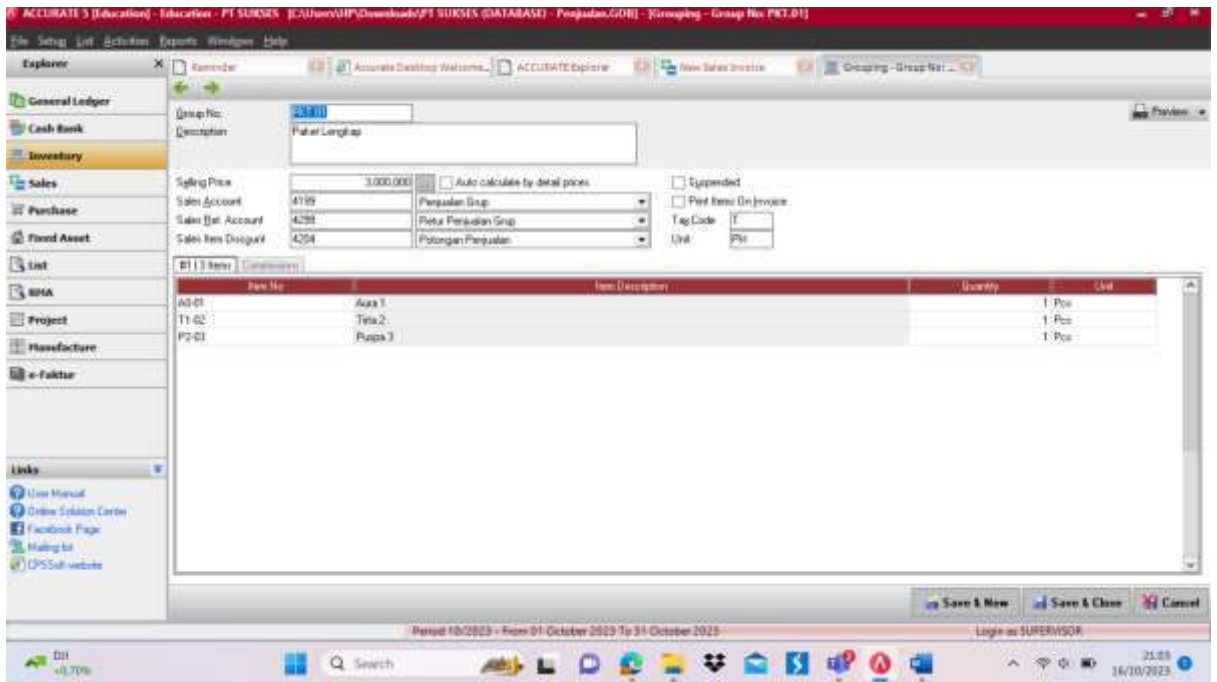 ACCURATE 5 [Education] - Education - PT SUKSES [C:\Users\HP\Downloads\PT SUKSES (DATABASE) - Penjualan.GDB] - [Grouping - Group No: PKT.01]
File Setup List Activities Reports Windows Help
Explorer
Reminder
Accurate Desktop Welcome...
ACCURATE Explorer
New Sales Invoice
Grouping - Group No: ...
General Ledger
Cash Bank
Inventory
Sales
Purchase
Fixed Asset
List
RMA
Project
Manufacture
e-Faktur
Group No. PKT.01
Preview
Description Paket Lengkap
Selling Price 3,000,000 Auto calculate by detail prices Suspended
Sales Account 4199 Penjualan Grup Print Items On Invoice
Sales Ret. Account 4299 Retur Penjualan Grup Tag Code T
Sales Item Discount 4204 Potongan Penjualan Unit PH
#1 | 3 Items
Item No Item Description Quantity Unit
Aura 1 1 Pcs
T1-02 Tirta 2 1 Pcs
P2-03 Puspa 3 1 Pcs
Links
User Manual
Online Solution Center
Facebook Page
Mailing list
CPSSoft website
Save & New Save & Close Cancel
Period 10/2023 - From 01 October 2023 To 31 October 2023
Login as SUPERVISOR
DJI
+0,70%
Search
21:03
16/10/2023